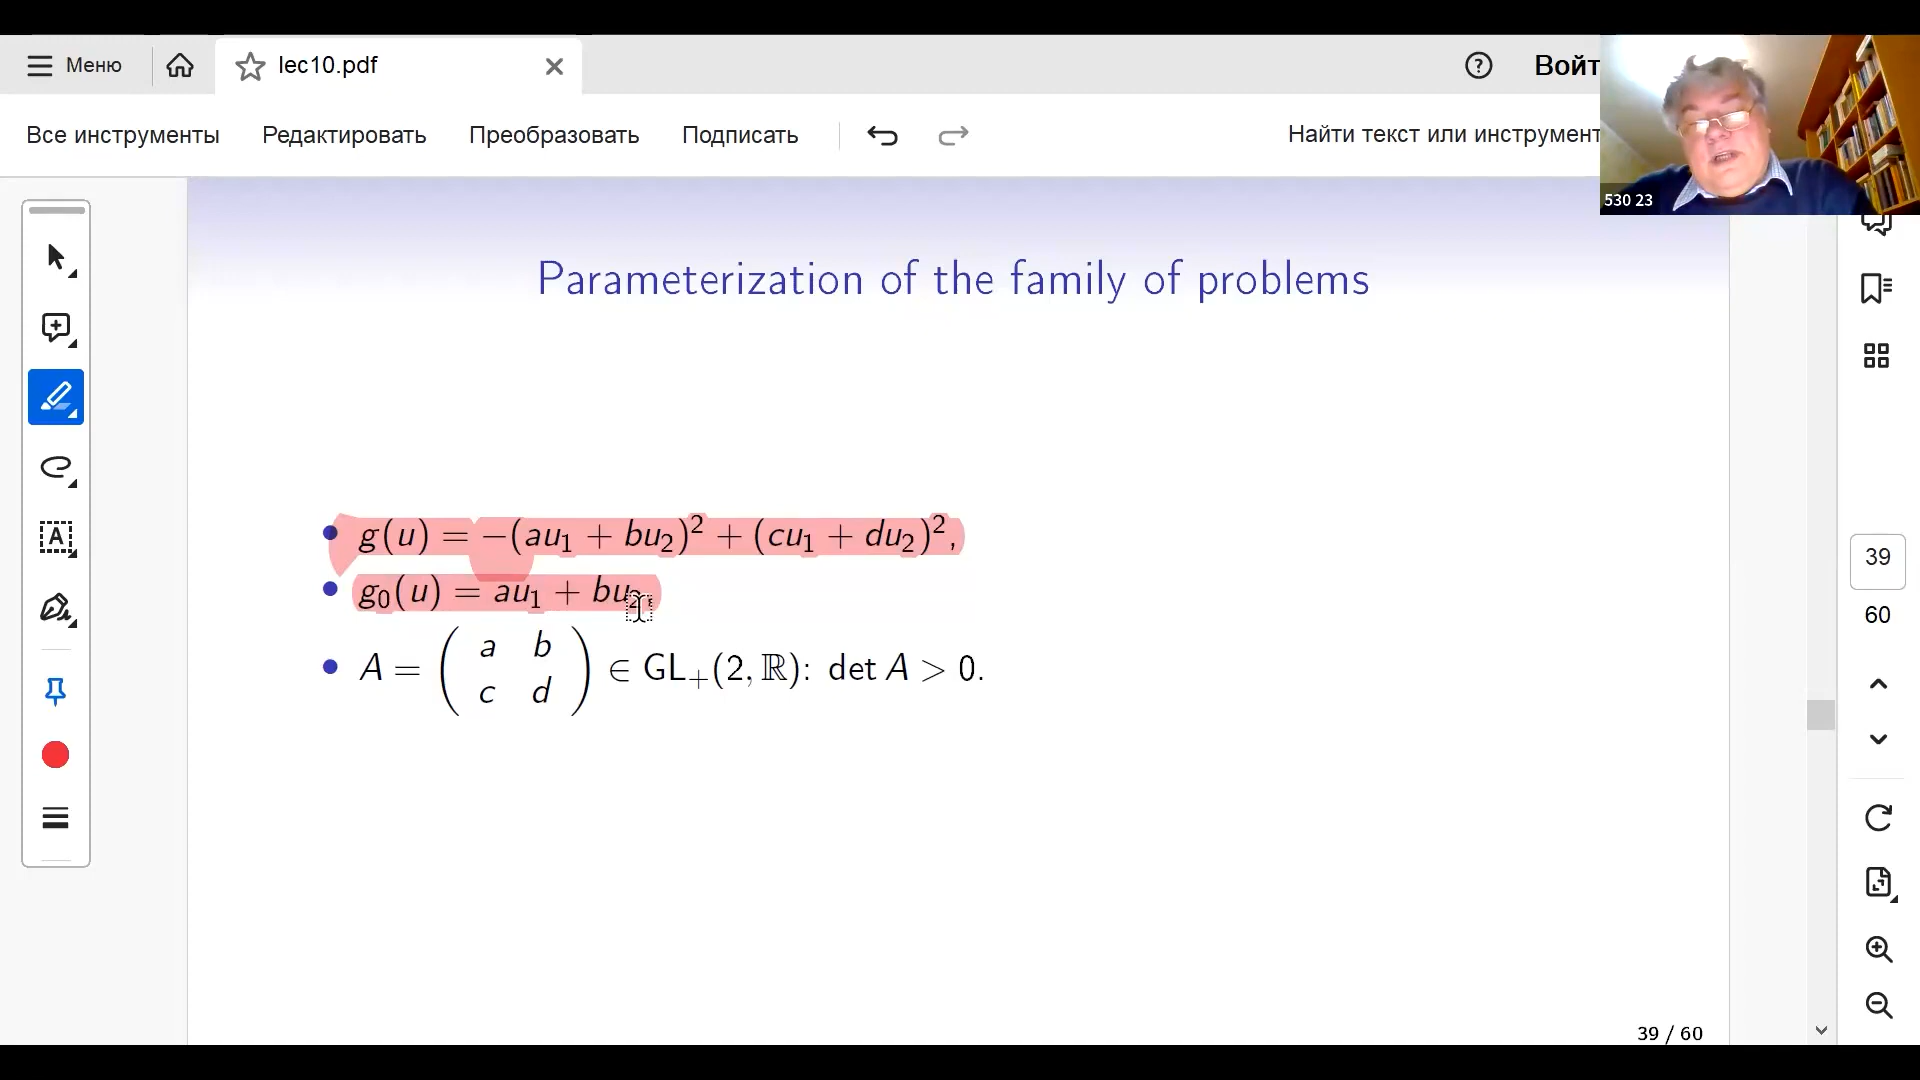 Меню
lec10.pdf
Войт
Все инструменты
Редактировать
Преобразовать
Подписать
Найти текст или инструмент
530 23
Parameterization of the family of problems
• g(u) = −(au₁ + bu₂)² + (cu₁ + du₂)²,
• g₀(u) = au₁ + bu₂,
• A = ( a b
c d ) ∈ GL₊(2, ℝ): det A > 0.
39
60
39 / 60